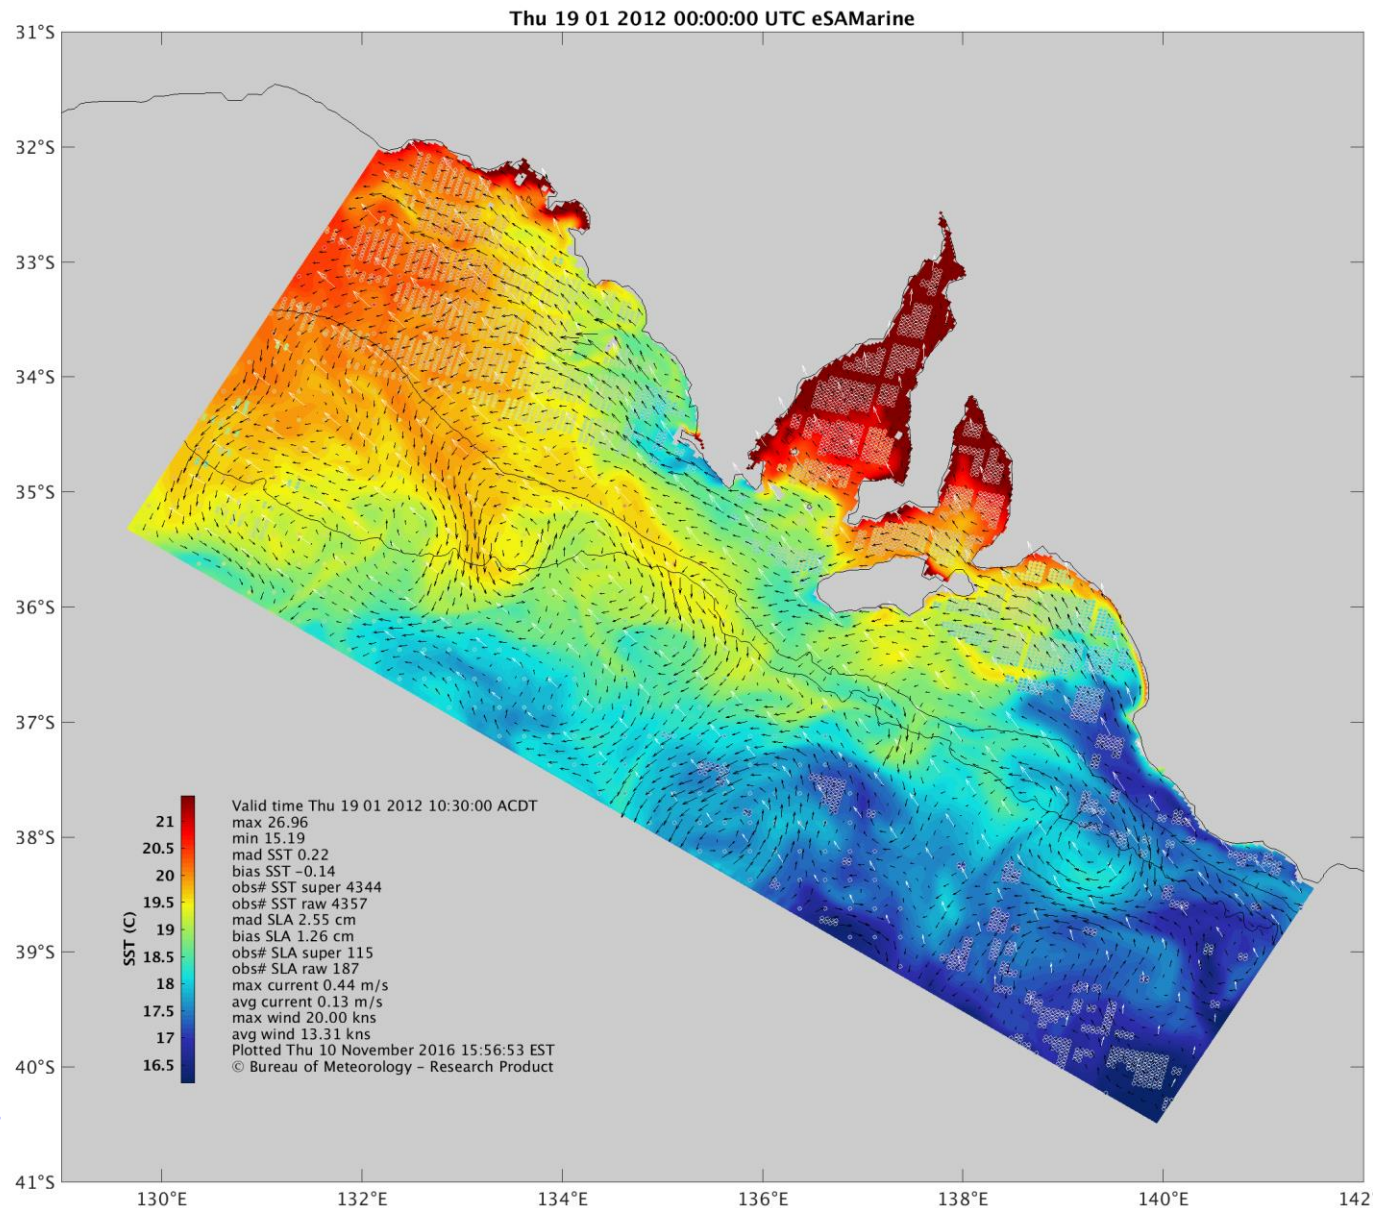 Thu 19 01 2012 00:00:00 UTC eSAMarine
31°S
32°S
33°S
34°S
35°S
36°S
37°S
38°S
39°S
40°S
41°S
SST (C)
21
20.5
20
19.5
19
18.5
18
17.5
17
16.5
Valid time Thu 19 01 2012 10:30:00 ACDT
max 26.96
min 15.19
mad SST 0.22
bias SST -0.14
obs# SST super 4344
obs# SST raw 4357
mad SLA 2.55 cm
bias SLA 1.26 cm
obs# SLA super 115
obs# SLA raw 187
max current 0.44 m/s
avg current 0.13 m/s
max wind 20.00 kns
avg wind 13.31 kns
Plotted Thu 10 November 2016 15:56:53 EST
© Bureau of Meteorology – Research Product
130°E
132°E
134°E
136°E
138°E
140°E
142